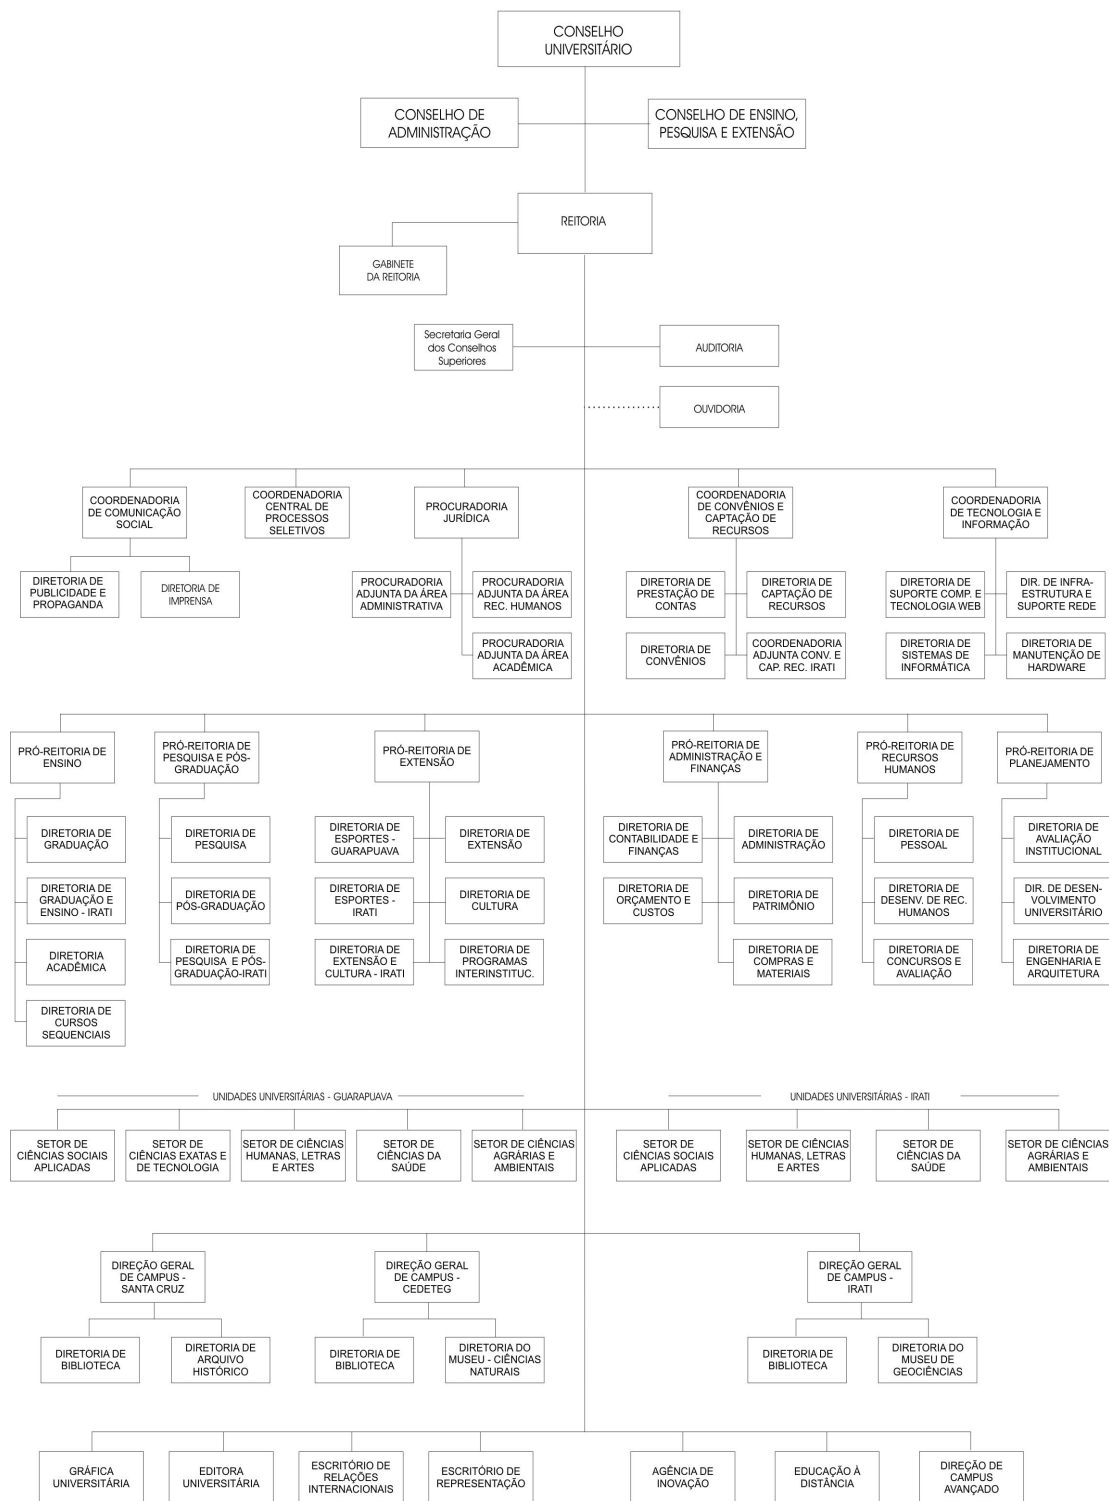 CONSELHO
UNIVERSITÁRIO
CONSELHO DE
ADMINISTRAÇÃO
CONSELHO DE ENSINO,
PESQUISA E EXTENSÃO
REITORIA
GABINETE
DA REITORIA
Secretaria Geral
dos Conselhos
Superiores
AUDITORIA
OUVIDORIA
COORDENADORIA
DE COMUNICAÇÃO
SOCIAL
COORDENADORIA
CENTRAL DE
PROCESSOS
SELETIVOS
PROCURADORIA
JURÍDICA
COORDENADORIA
DE CONVÊNIOS E
CAPTAÇÃO DE
RECURSOS
COORDENADORIA
DE TECNOLOGIA E
INFORMAÇÃO
DIRETORIA DE
PUBLICIDADE E
PROPAGANDA
DIRETORIA DE
IMPRENSA
PROCURADORIA
ADJUNTA DA ÁREA
ADMINISTRATIVA
PROCURADORIA
ADJUNTA DA ÁREA
REC. HUMANOS
DIRETORIA DE
PRESTAÇÃO DE
CONTAS
DIRETORIA DE
CAPTAÇÃO DE
RECURSOS
DIRETORIA DE
SUPORTE COMP. E
TECNOLOGIA WEB
DIR. DE INFRA-
ESTRUTURA E
SUPORTE REDE
PROCURADORIA
ADJUNTA DA ÁREA
ACADÊMICA
DIRETORIA DE
CONVÊNIOS
COORDENADORIA
ADJUNTA CONV. E
CAP. REC. IRATI
DIRETORIA DE
SISTEMAS DE
INFORMÁTICA
DIRETORIA DE
MANUTENÇÃO DE
HARDWARE
PRÓ-REITORIA DE
ENSINO
PRÓ-REITORIA DE
PESQUISA E PÓS-
GRADUAÇÃO
PRÓ-REITORIA DE
EXTENSÃO
PRÓ-REITORIA DE
ADMINISTRAÇÃO E
FINANÇAS
PRÓ-REITORIA DE
RECURSOS
HUMANOS
PRÓ-REITORIA DE
PLANEJAMENTO
DIRETORIA DE
GRADUAÇÃO
DIRETORIA DE
PESQUISA
DIRETORIA DE
ESPORTES -
GUARAPUAVA
DIRETORIA DE
EXTENSÃO
DIRETORIA DE
CONTABILIDADE E
FINANÇAS
DIRETORIA DE
ADMINISTRAÇÃO
DIRETORIA DE
PESSOAL
DIRETORIA DE
AVALIAÇÃO
INSTITUCIONAL
DIRETORIA DE
GRADUAÇÃO E
ENSINO - IRATI
DIRETORIA DE
PÓS-GRADUAÇÃO
DIRETORIA DE
ESPORTES -
IRATI
DIRETORIA DE
CULTURA
DIRETORIA DE
ORÇAMENTO E
CUSTOS
DIRETORIA DE
PATRIMÔNIO
DIRETORIA DE
DESENV. DE REC.
HUMANOS
DIR. DE DESEN-
VOLVIMENTO
UNIVERSITÁRIO
DIRETORIA
ACADÊMICA
DIRETORIA DE
PESQUISA E PÓS-
GRADUAÇÃO-IRATI
DIRETORIA DE
EXTENSÃO E
CULTURA - IRATI
DIRETORIA DE
PROGRAMAS
INTERINSTITUC.
DIRETORIA DE
COMPRAS E
MATERIAIS
DIRETORIA DE
CONCURSOS E
AVALIAÇÃO
DIRETORIA DE
ENGENHARIA E
ARQUITETURA
DIRETORIA DE
CURSOS
SEQUENCIAIS
UNIDADES UNIVERSITÁRIAS - GUARAPUAVA
UNIDADES UNIVERSITÁRIAS - IRATI
SETOR DE
CIÊNCIAS SOCIAIS
APLICADAS
SETOR DE
CIÊNCIAS EXATAS E
DE TECNOLOGIA
SETOR DE CIÊNCIAS
HUMANAS, LETRAS
E ARTES
SETOR DE
CIÊNCIAS DA
SAÚDE
SETOR DE CIÊNCIAS
AGRÁRIAS E
AMBIENTAIS
SETOR DE
CIÊNCIAS SOCIAIS
APLICADAS
SETOR DE CIÊNCIAS
HUMANAS, LETRAS
E ARTES
SETOR DE
CIÊNCIAS DA
SAÚDE
SETOR DE CIÊNCIAS
AGRÁRIAS E
AMBIENTAIS
DIREÇÃO GERAL
DE CAMPUS -
SANTA CRUZ
DIREÇÃO GERAL
DE CAMPUS -
CEDETEG
DIREÇÃO GERAL
DE CAMPUS -
IRATI
DIRETORIA DE
BIBLIOTECA
DIRETORIA DE
ARQUIVO
HISTÓRICO
DIRETORIA DE
BIBLIOTECA
DIRETORIA DO
MUSEU - CIÊNCIAS
NATURAIS
DIRETORIA DE
BIBLIOTECA
DIRETORIA DO
MUSEU DE
GEOCIÊNCIAS
GRÁFICA
UNIVERSITÁRIA
EDITORA
UNIVERSITÁRIA
ESCRITÓRIO DE
RELAÇÕES
INTERNACIONAIS
ESCRITÓRIO DE
REPRESENTAÇÃO
AGÊNCIA DE
INOVAÇÃO
EDUCAÇÃO À
DISTÂNCIA
DIREÇÃO DE
CAMPUS
AVANÇADO